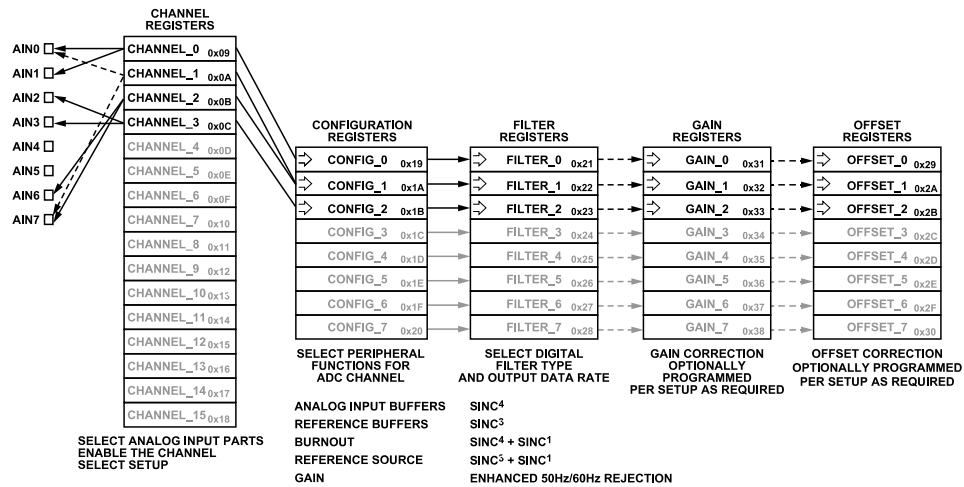 CHANNEL
REGISTERS
AIN0
AIN1
AIN2
AIN3
AIN4
AIN5
AIN6
AIN7
CHANNEL_0 0x09
CHANNEL_1 0x0A
CHANNEL_2 0x0B
CHANNEL_3 0x0C
CHANNEL_4 0x0D
CHANNEL_5 0x0E
CHANNEL_6 0x0F
CHANNEL_7 0x10
CHANNEL_8 0x11
CHANNEL_9 0x12
CHANNEL_10 0x13
CHANNEL_11 0x14
CHANNEL_12 0x15
CHANNEL_13 0x16
CHANNEL_14 0x17
CHANNEL_15 0x18
SELECT ANALOG INPUT PARTS
ENABLE THE CHANNEL
SELECT SETUP
CONFIGURATION
REGISTERS
CONFIG_0 0x19
CONFIG_1 0x1A
CONFIG_2 0x1B
CONFIG_3 0x1C
CONFIG_4 0x1D
CONFIG_5 0x1E
CONFIG_6 0x1F
CONFIG_7 0x20
SELECT PERIPHERAL
FUNCTIONS FOR
ADC CHANNEL
ANALOG INPUT BUFFERS
REFERENCE BUFFERS
BURNOUT
REFERENCE SOURCE
GAIN
FILTER
REGISTERS
FILTER_0 0x21
FILTER_1 0x22
FILTER_2 0x23
FILTER_3 0x24
FILTER_4 0x25
FILTER_5 0x26
FILTER_6 0x27
FILTER_7 0x28
SELECT DIGITAL
FILTER TYPE
AND OUTPUT DATA RATE
SINC⁴
SINC³
SINC⁴ + SINC¹
SINC³ + SINC¹
ENHANCED 50Hz/60Hz REJECTION
GAIN
REGISTERS
GAIN_0 0x31
GAIN_1 0x32
GAIN_2 0x33
GAIN_3 0x34
GAIN_4 0x35
GAIN_5 0x36
GAIN_6 0x37
GAIN_7 0x38
GAIN CORRECTION
OPTIONALLY
PROGRAMMED
PER SETUP AS REQUIRED
OFFSET
REGISTERS
OFFSET_0 0x29
OFFSET_1 0x2A
OFFSET_2 0x2B
OFFSET_3 0x2C
OFFSET_4 0x2D
OFFSET_5 0x2E
OFFSET_6 0x2F
OFFSET_7 0x30
OFFSET CORRECTION
OPTIONALLY PROGRAMMED
PER SETUP AS REQUIRED